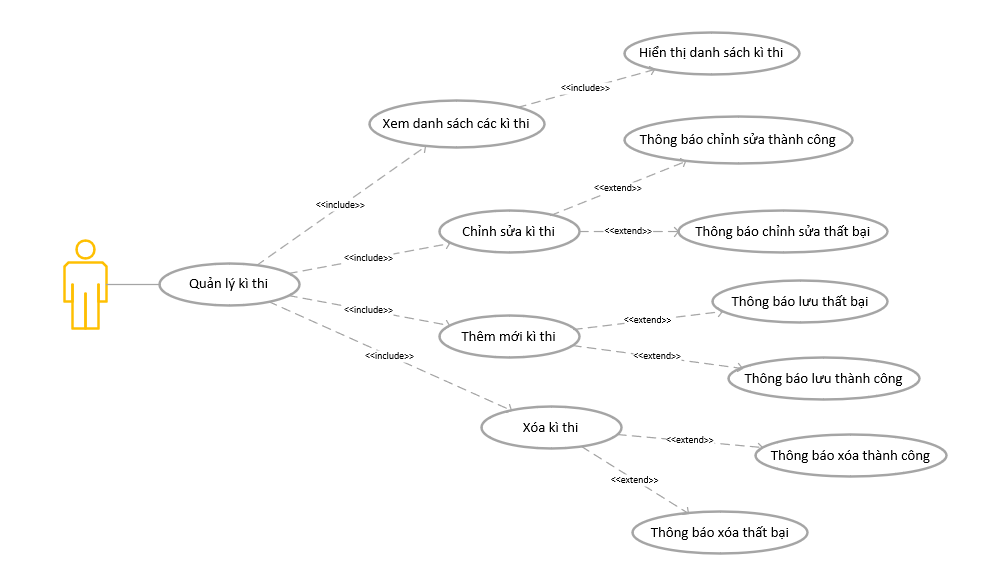 Hiển thị danh sách kì thi
<<include>>
Xem danh sách các kì thi
Thông báo chỉnh sửa thành công
<<extend>>
<<include>>
Chỉnh sửa kì thi
<<extend>>
Thông báo chỉnh sửa thất bại
<<include>>
Quản lý kì thi
Thông báo lưu thất bại
<<include>>
<<extend>>
Thêm mới kì thi
<<include>>
<<extend>>
Thông báo lưu thành công
Xóa kì thi
<<extend>>
Thông báo xóa thành công
<<extend>>
Thông báo xóa thất bại